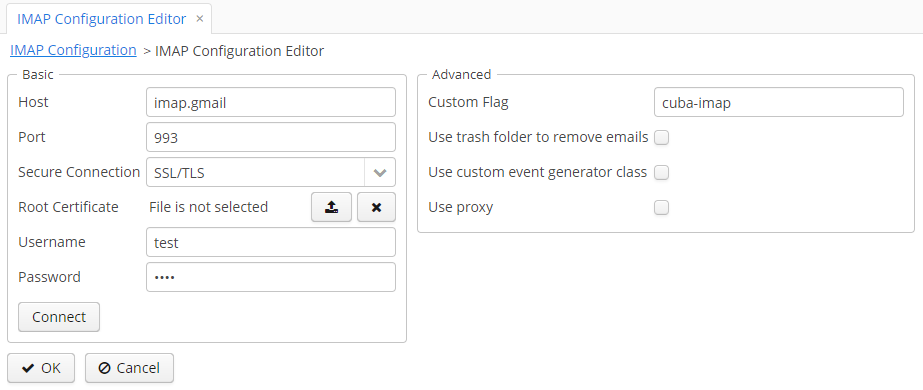 IMAP Configuration Editor ×
IMAP Configuration > IMAP Configuration Editor
Basic
Host imap.gmail
Port 993
Secure Connection SSL/TLS
Root Certificate File is not selected
Username test
Password ••••
Connect
Advanced
Custom Flag cuba-imap
Use trash folder to remove emails
Use custom event generator class
Use proxy
OK Cancel